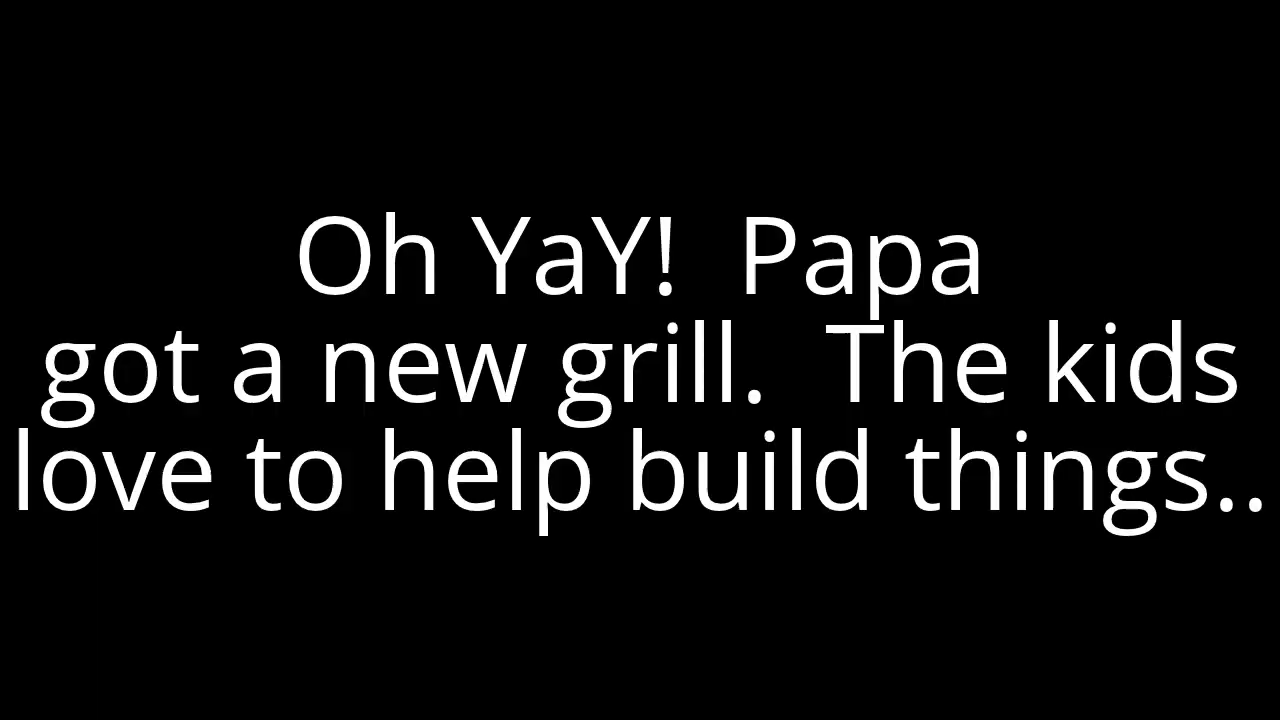 Oh YaY!  Papa
got a new grill.  The kids
love to help build things..